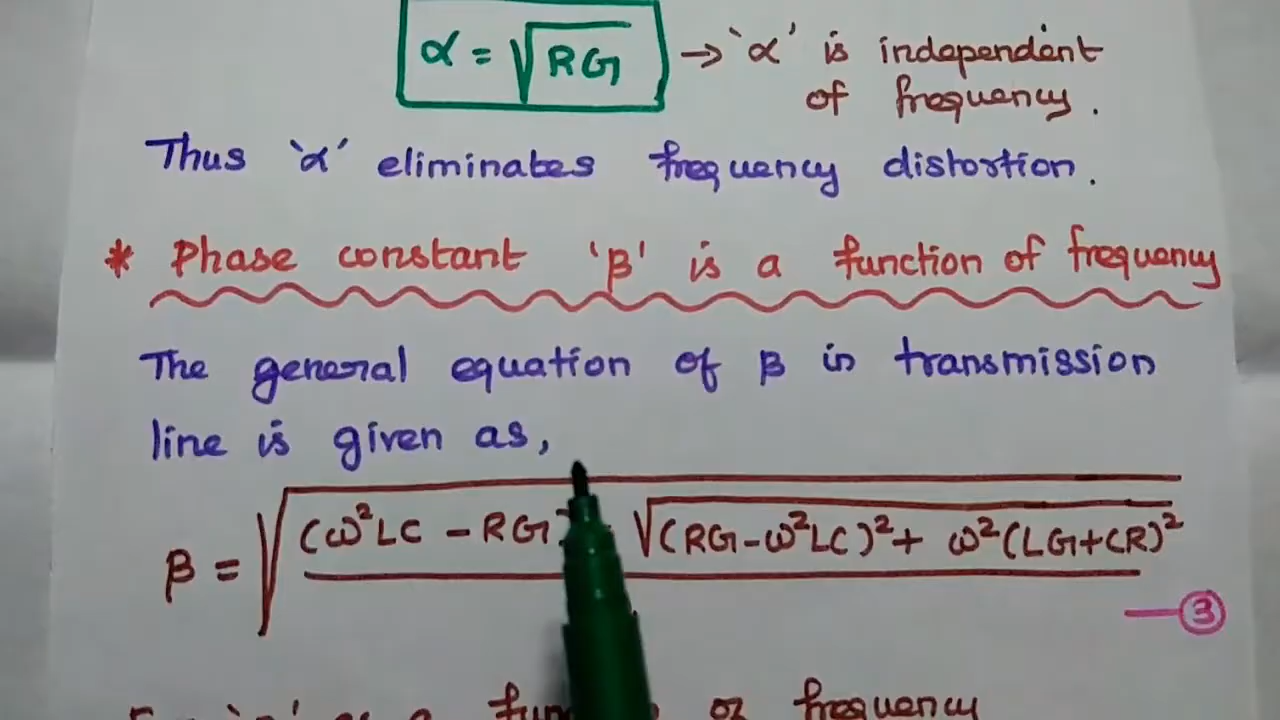 α = √RG → 'α' is independent
of frequency.
Thus 'α' eliminates frequency distortion.
* Phase constant 'β' is a function of frequency
The general equation of β in transmission
line is given as,
β = √(ω²LC - RG) √(RG-ω²LC)² + ω²(LG+CR)²
3
frequency